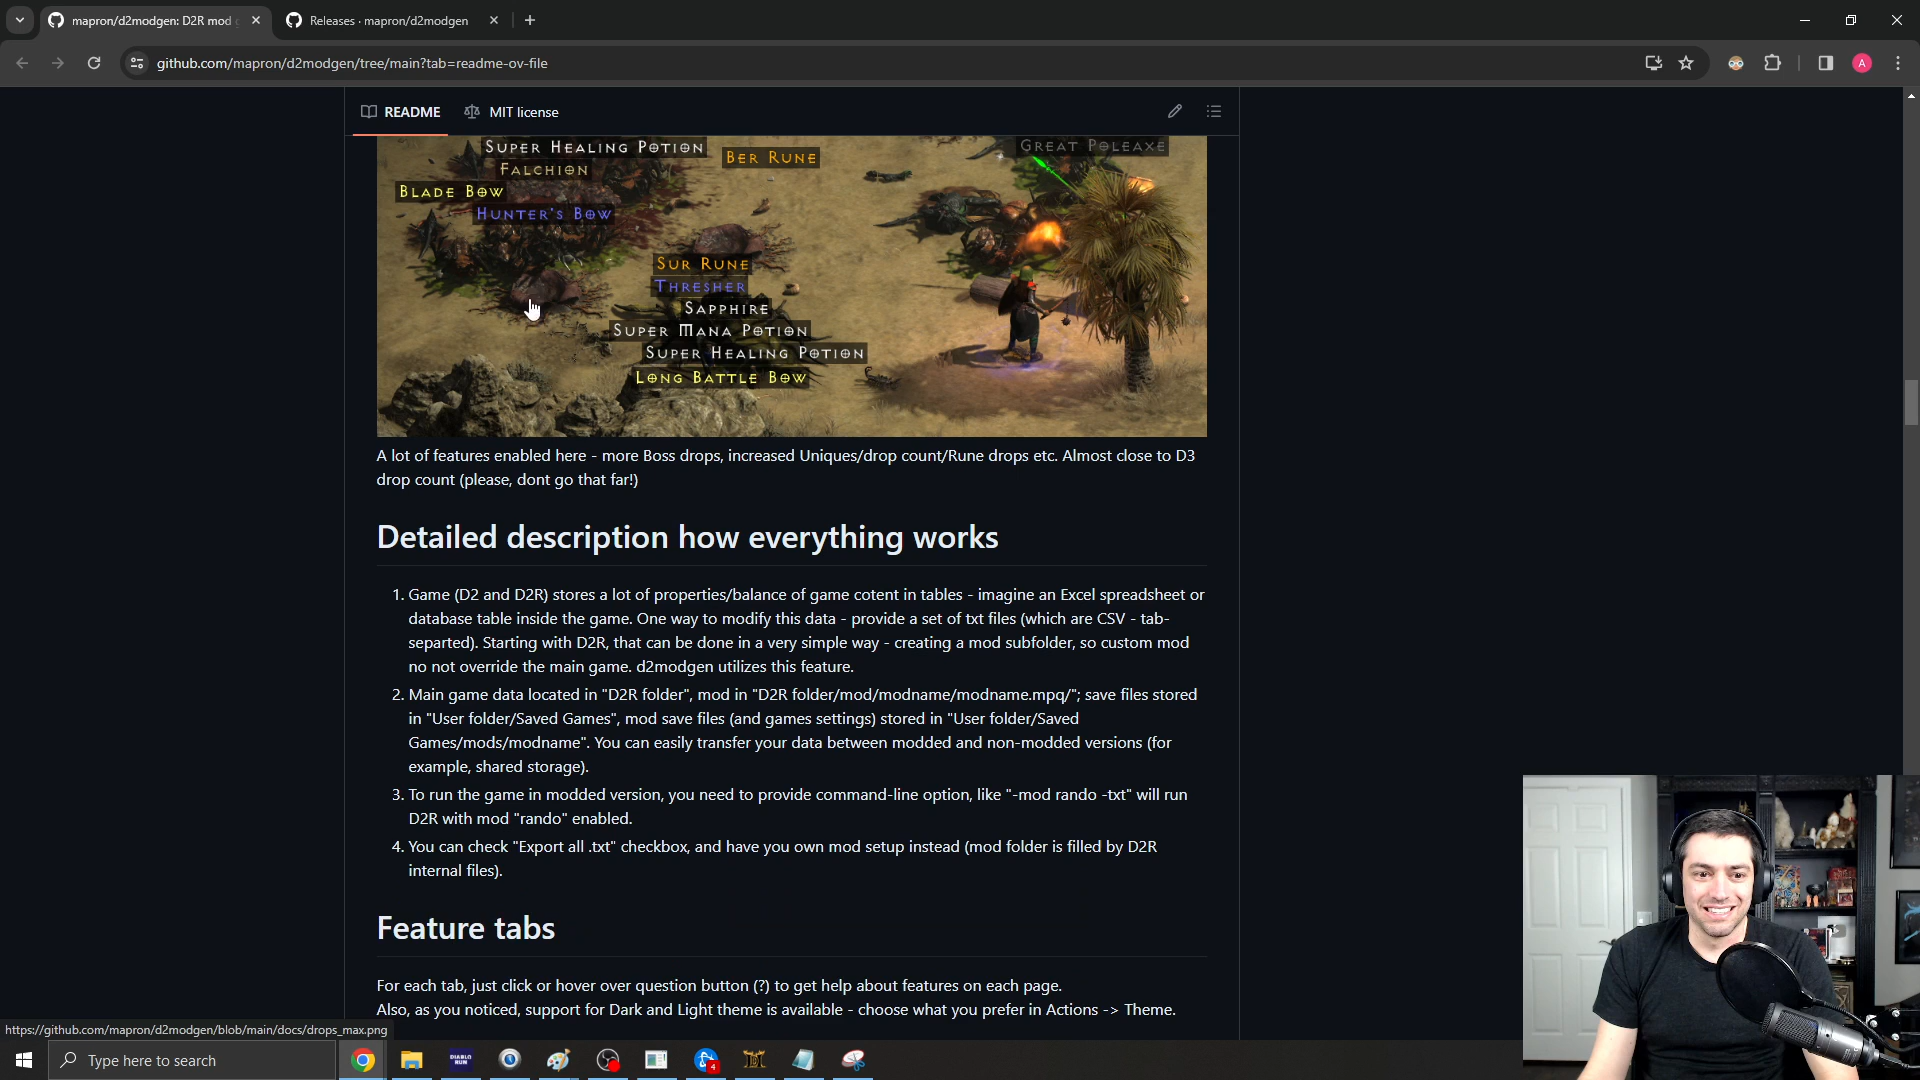 mapron/d2modgen: D2R mod
Releases · mapron/d2modgen
github.com/mapron/d2modgen/tree/main?tab=readme-ov-file
A
README
MIT license
Super Healing Potion
Ber Rune
Great Poleaxe
Falchion
Blade Bow
Hunter's Bow
Sur Rune
Thresher
Sapphire
Super Mana Potion
Super Healing Potion
Long Battle Bow
A lot of features enabled here - more Boss drops, increased Uniques/drop count/Rune drops etc. Almost close to D3
drop count (please, dont go that far!)
Detailed description how everything works
1. Game (D2 and D2R) stores a lot of properties/balance of game cotent in tables - imagine an Excel spreadsheet or
database table inside the game. One way to modify this data - provide a set of txt files (which are CSV - tab-
separted). Starting with D2R, that can be done in a very simple way - creating a mod subfolder, so custom mod
no not override the main game. d2modgen utilizes this feature.
2. Main game data located in "D2R folder", mod in "D2R folder/mod/modname/modname.mpq/"; save files stored
in "User folder/Saved Games", mod save files (and games settings) stored in "User folder/Saved
Games/mods/modname". You can easily transfer your data between modded and non-modded versions (for
example, shared storage).
3. To run the game in modded version, you need to provide command-line option, like "-mod rando -txt" will run
D2R with mod "rando" enabled.
4. You can check "Export all .txt" checkbox, and have you own mod setup instead (mod folder is filled by D2R
internal files).
Feature tabs
For each tab, just click or hover over question button (?) to get help about features on each page.
Also, as you noticed, support for Dark and Light theme is available - choose what you prefer in Actions -> Theme.
https://github.com/mapron/d2modgen/blob/main/docs/drops_max.png
Type here to search
DIABLO
RUN
4